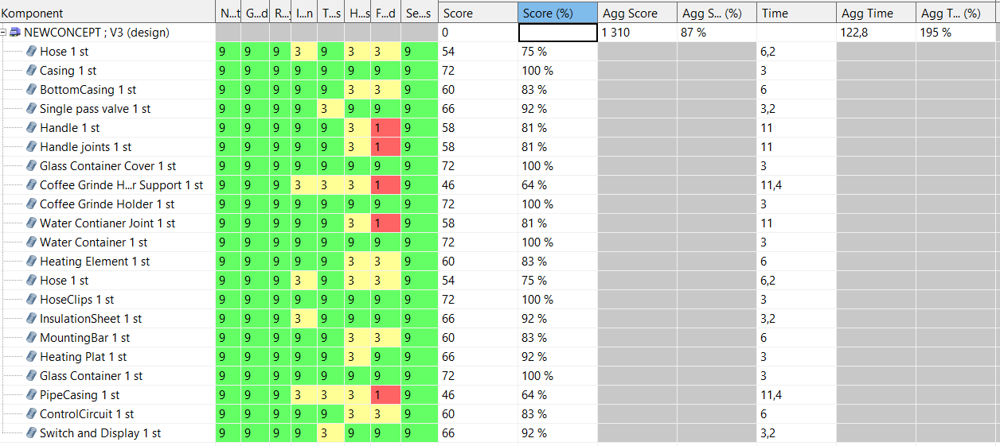 Komponent N...t G...d R...y I...n T...s H...s F...d Se...s Score Score (%) Agg Score Agg S... (%) Time Agg Time Agg T... (%)
NEWCONCEPT ; V3 (design) 0 1 310 87 % 122,8 195 %
Hose 1 st 9 9 9 3 9 3 3 9 54 75 % 6,2
Casing 1 st 9 9 9 9 9 9 9 9 72 100 % 3
BottomCasing 1 st 9 9 9 9 9 3 3 9 60 83 % 6
Single pass valve 1 st 9 9 9 9 3 9 9 9 66 92 % 3,2
Handle 1 st 9 9 9 9 9 3 1 9 58 81 % 11
Handle joints 1 st 9 9 9 9 9 3 1 9 58 81 % 11
Glass Container Cover 1 st 9 9 9 9 9 9 9 9 72 100 % 3
Coffee Grinde H...r Support 1 st 9 9 9 3 3 3 1 9 46 64 % 11,4
Coffee Grinde Holder 1 st 9 9 9 9 9 9 9 9 72 100 % 3
Water Contianer Joint 1 st 9 9 9 9 9 3 1 9 58 81 % 11
Water Container 1 st 9 9 9 9 9 9 9 9 72 100 % 3
Heating Element 1 st 9 9 9 9 9 3 3 9 60 83 % 6
Hose 1 st 9 9 9 3 9 3 3 9 54 75 % 6,2
HoseClips 1 st 9 9 9 9 9 9 9 9 72 100 % 3
InsulationSheet 1 st 9 9 9 3 9 9 9 9 66 92 % 3,2
MountingBar 1 st 9 9 9 9 9 3 3 9 60 83 % 6
Heating Plat 1 st 9 9 9 9 9 3 9 9 66 92 % 3
Glass Container 1 st 9 9 9 9 9 9 9 9 72 100 % 3
PipeCasing 1 st 9 9 9 3 3 3 1 9 46 64 % 11,4
ControlCircuit 1 st 9 9 9 9 9 3 3 9 60 83 % 6
Switch and Display 1 st 9 9 9 9 3 9 9 9 66 92 % 3,2